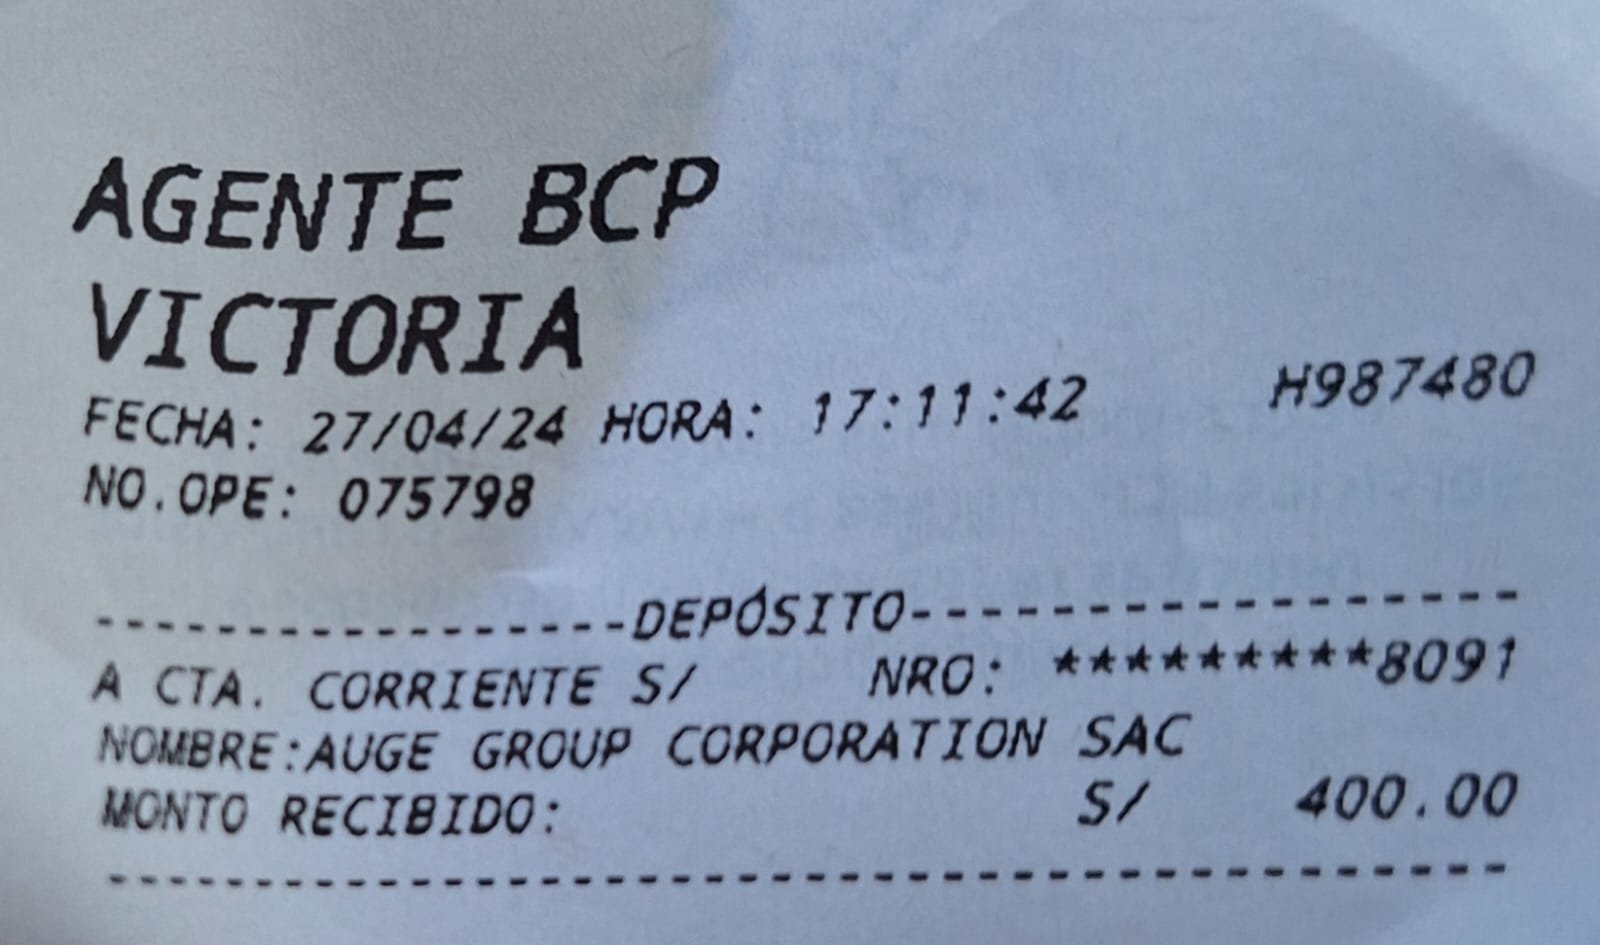 AGENTE BCP
VICTORIA
FECHA: 27/04/24 HORA: 17:11:42 H987480
NO.OPE: 075798
------------------DEPÓSITO------------------
A CTA. CORRIENTE S/ NRO: *********8091
NOMBRE:AUGE GROUP CORPORATION SAC
MONTO RECIBIDO: S/ 400.00
-----------------------------------------------